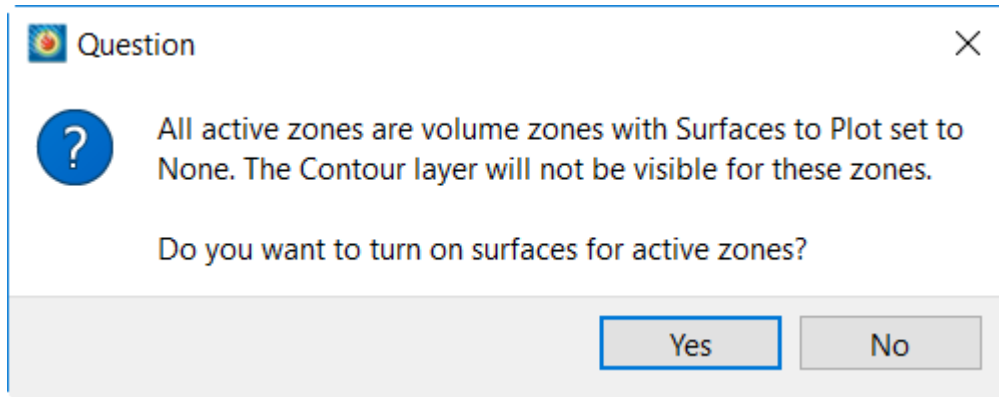 Question
?
All active zones are volume zones with Surfaces to Plot set to
None. The Contour layer will not be visible for these zones.
Do you want to turn on surfaces for active zones?
Yes No